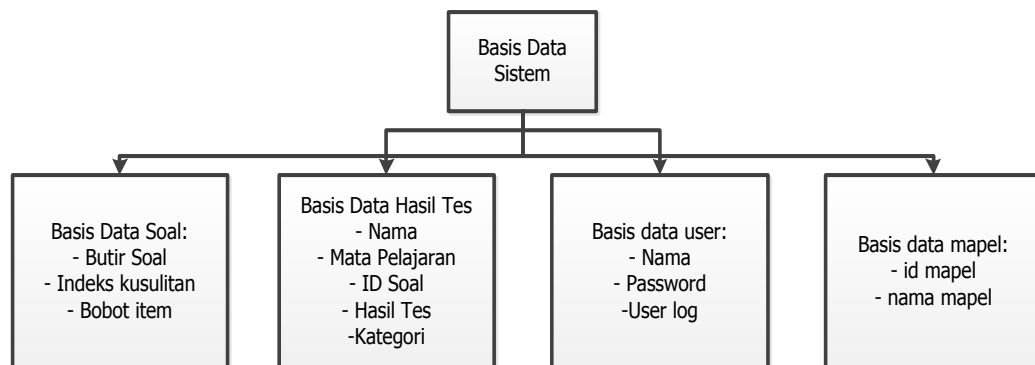 Basis Data
Sistem
Basis Data Soal:
- Butir Soal
- Indeks kusulitan
- Bobot item
Basis Data Hasil Tes
- Nama
- Mata Pelajaran
- ID Soal
- Hasil Tes
-Kategori
Basis data user:
- Nama
- Password
-User log
Basis data mapel:
- id mapel
- nama mapel